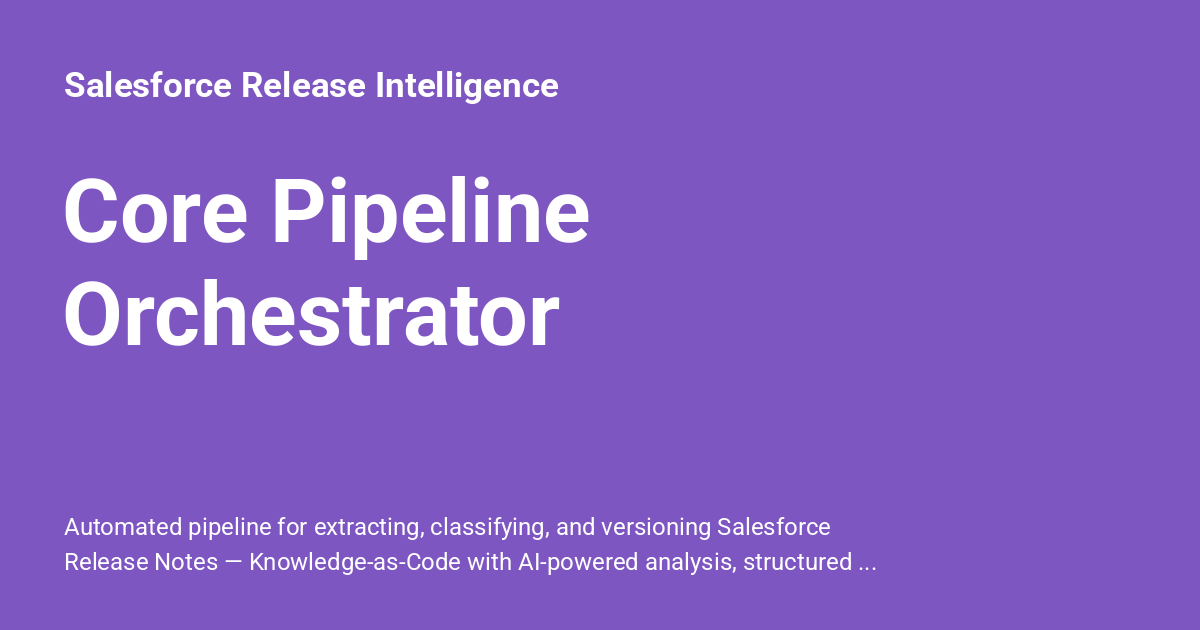 Salesforce Release Intelligence
Core Pipeline
Orchestrator
Automated pipeline for extracting, classifying, and versioning Salesforce
Release Notes — Knowledge-as-Code with AI-powered analysis, structured ...